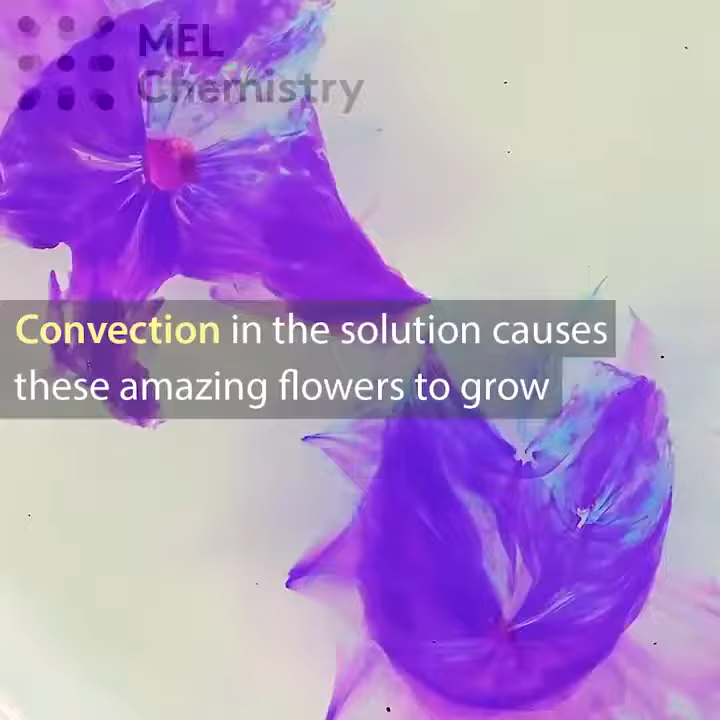 MEL
Chemistry
Convection in the solution causes
these amazing flowers to grow